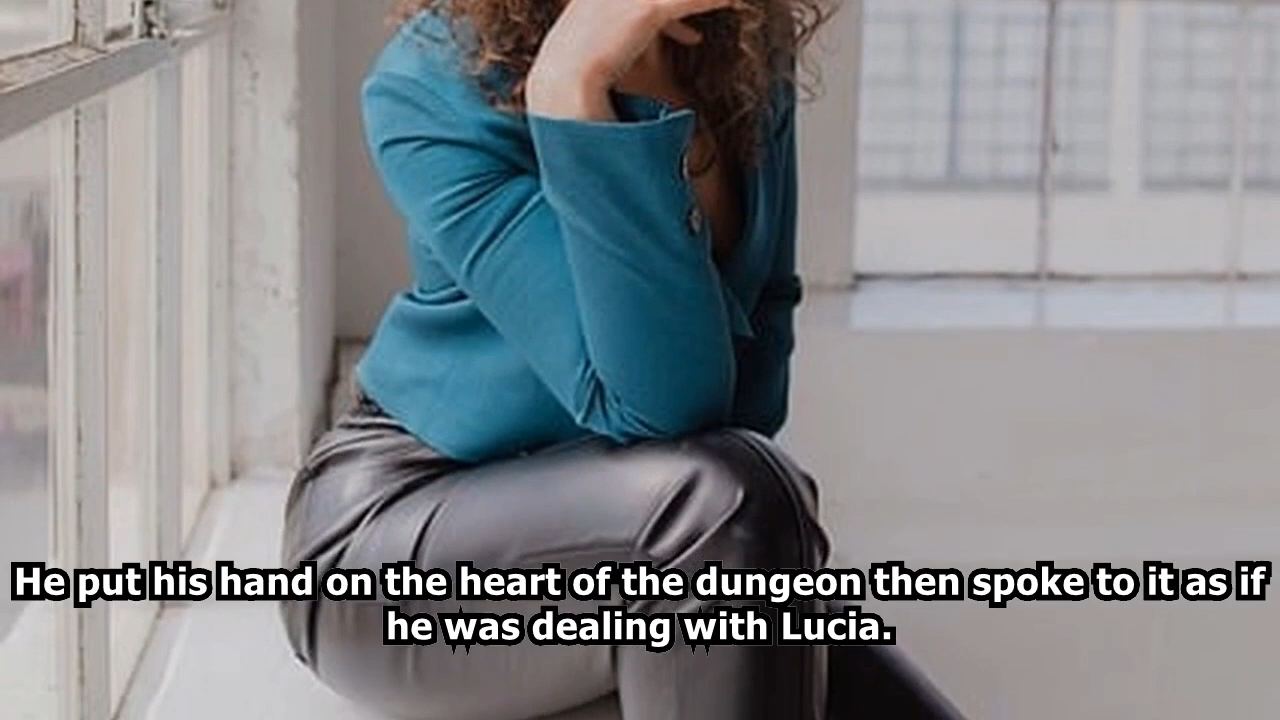 He put his hand on the heart of the dungeon then spoke to it as if
he was dealing with Lucia.